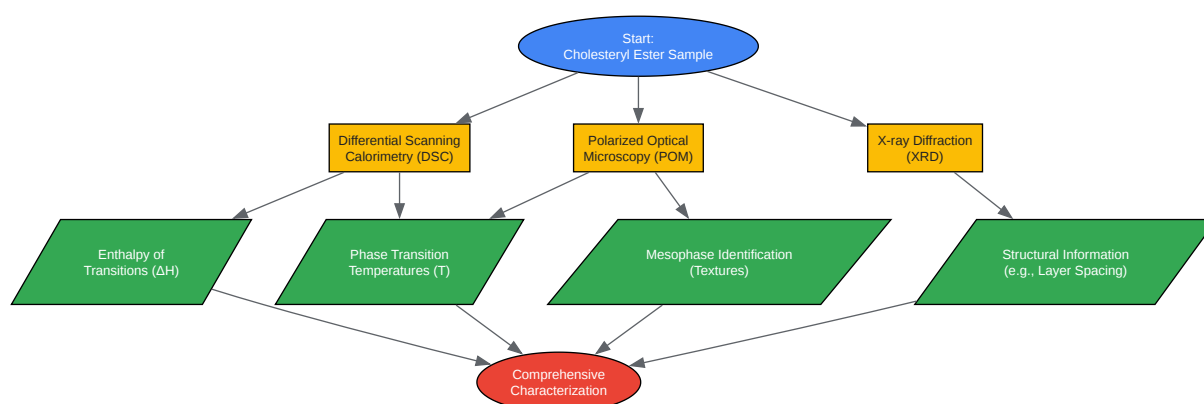 Start:
Cholesteryl Ester Sample
Differential Scanning
Calorimetry (DSC)
Polarized Optical
Microscopy (POM)
X-ray Diffraction
(XRD)
Enthalpy of
Transitions (ΔH)
Phase Transition
Temperatures (T)
Mesophase Identification
(Textures)
Structural Information
(e.g., Layer Spacing)
Comprehensive
Characterization